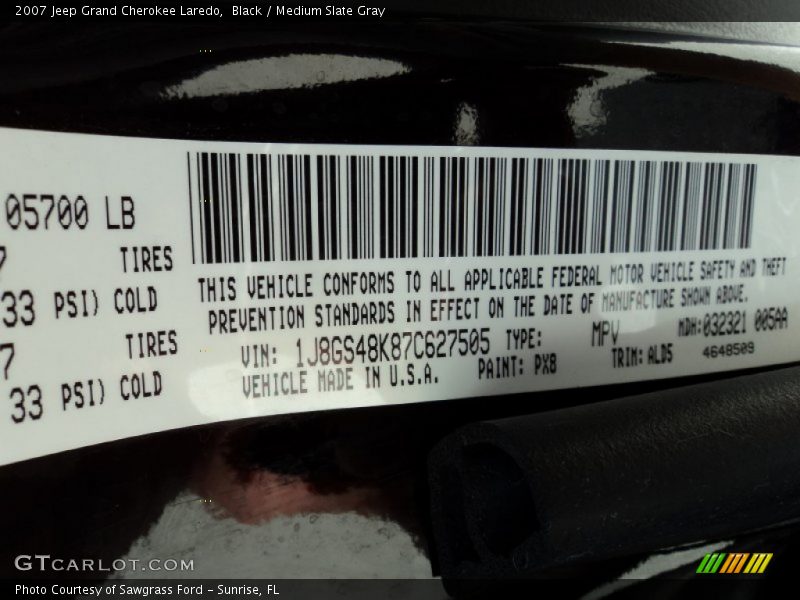 2007 Jeep Grand Cherokee Laredo, Black / Medium Slate Gray
05700 LB
7 TIRES
33 PSI) COLD
7 TIRES
33 PSI) COLD
THIS VEHICLE CONFORMS TO ALL APPLICABLE FEDERAL MOTOR VEHICLE SAFETY AND THEFT
PREVENTION STANDARDS IN EFFECT ON THE DATE OF MANUFACTURE SHOWN ABOVE.
VIN: 1J8GS48K87C627505 TYPE: MPV MDH:032321 005AA
VEHICLE MADE IN U.S.A. PAINT: PX8 TRIM: ALD5 4648509
GTCARLOT.COM
Photo Courtesy of Sawgrass Ford - Sunrise, FL